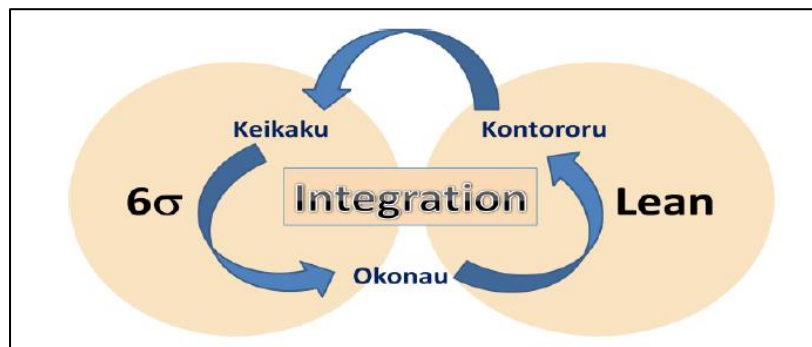 Keikaku
Kontororu
6σ
Integration
Lean
Okonau